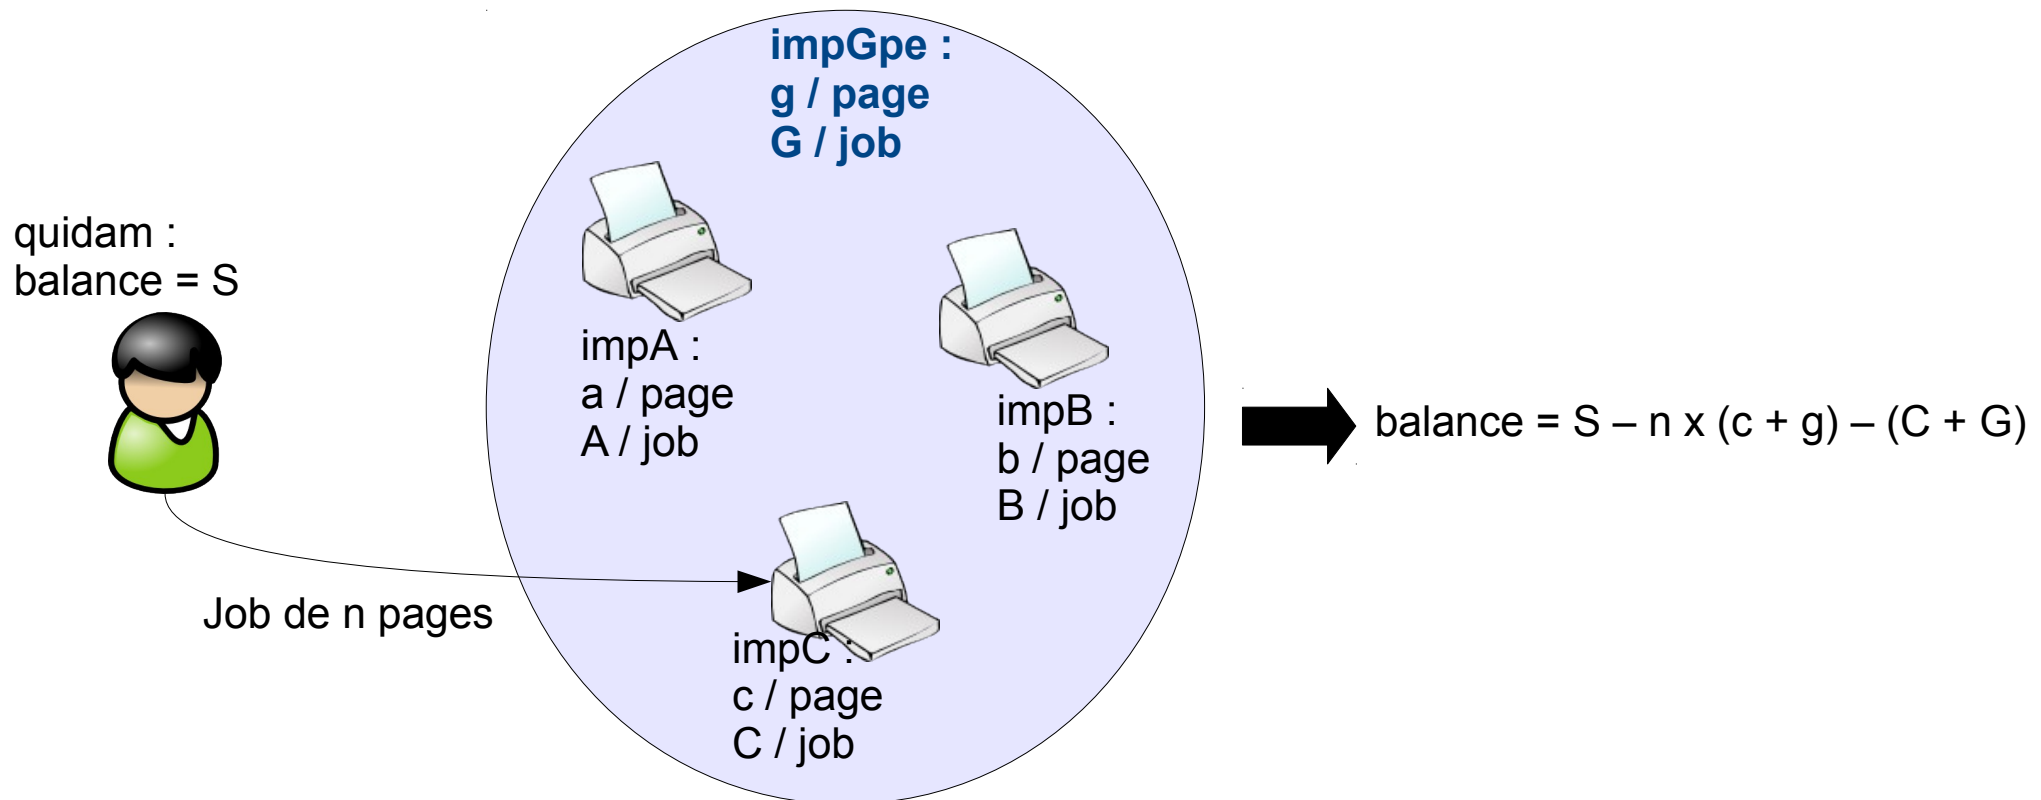 impGpe :
g / page
G / job
quidam :
balance = S
impA :
a / page
A / job
impB :
b / page
B / job
balance = S – n x (c + g) – (C + G)
Job de n pages
impC :
c / page
C / job